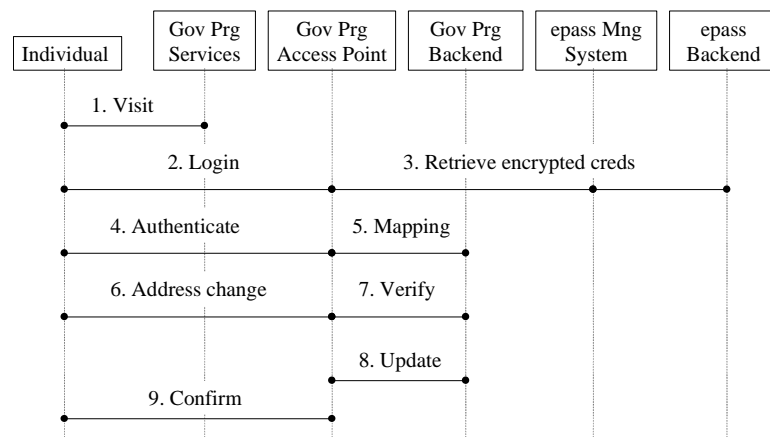 Individual
Gov Prg
Services
Gov Prg
Access Point
Gov Prg
Backend
epass Mng
System
epass
Backend
1. Visit
2. Login
3. Retrieve encrypted creds
4. Authenticate
5. Mapping
6. Address change
7. Verify
8. Update
9. Confirm